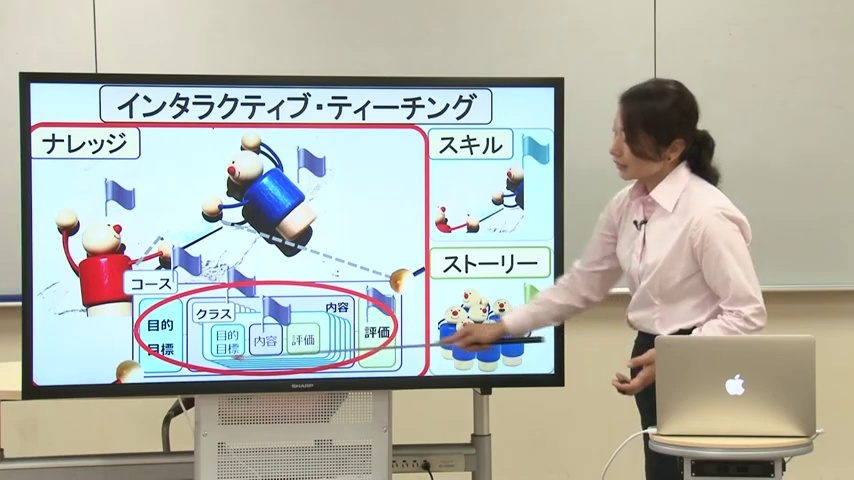 インタラクティブ・ティーチング
ナレッジ
スキル
ストーリー
コース
目的
目標
クラス
内容
目的
目標
内容
評価
評価
SHARP